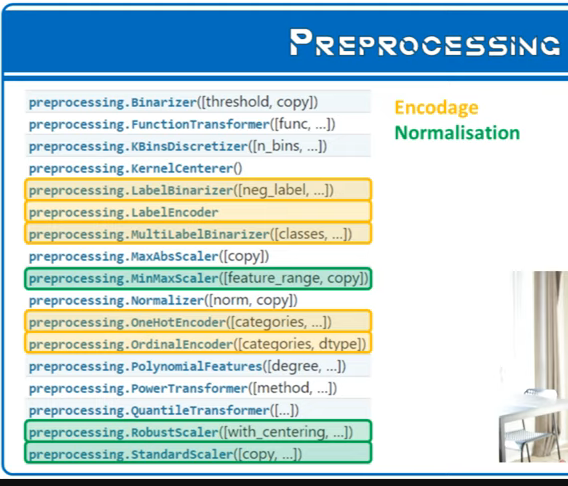 PREPROCESSING
preprocessing.Binarizer([threshold, copy])
preprocessing.FunctionTransformer([func, ...])
preprocessing.KBinsDiscretizer([n_bins, ...])
preprocessing.KernelCenterer()
preprocessing.LabelBinarizer([neg_label, ...])
preprocessing.LabelEncoder
preprocessing.MultiLabelBinarizer([classes, ...])
preprocessing.MaxAbsScaler([copy])
preprocessing.MinMaxScaler([feature_range, copy])
preprocessing.Normalizer([norm, copy])
preprocessing.OneHotEncoder([categories, ...])
preprocessing.OrdinalEncoder([categories, dtype])
preprocessing.PolynomialFeatures([degree, ...])
preprocessing.PowerTransformer([method, ...])
preprocessing.QuantileTransformer([...])
preprocessing.RobustScaler([with_centering, ...])
preprocessing.StandardScaler([copy, ...])
Encodage
Normalisation